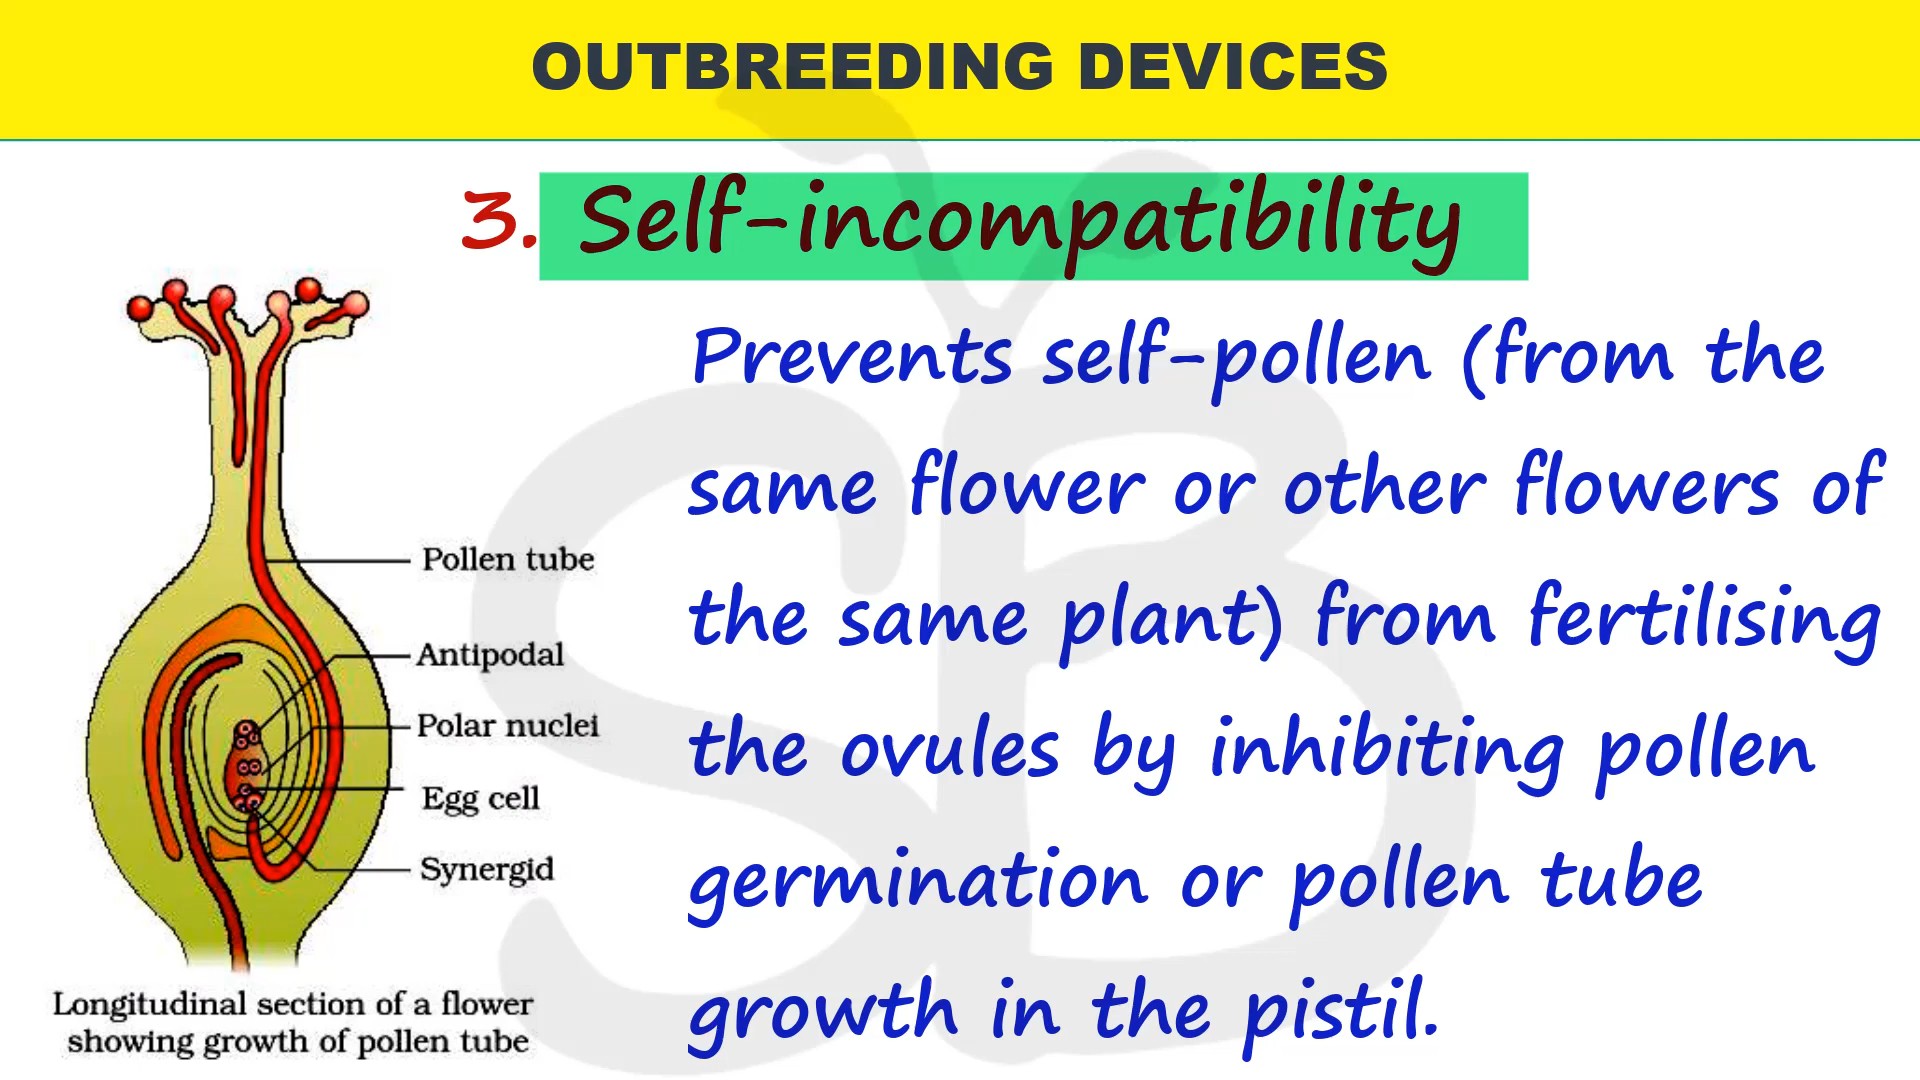 OUTBREEDING DEVICES
3. Self-incompatibility
Prevents self-pollen (from the
same flower or other flowers of
the same plant) from fertilising
the ovules by inhibiting pollen
germination or pollen tube
growth in the pistil.
Pollen tube
Antipodal
Polar nuclei
Egg cell
Synergid
Longitudinal section of a flower
showing growth of pollen tube
SB